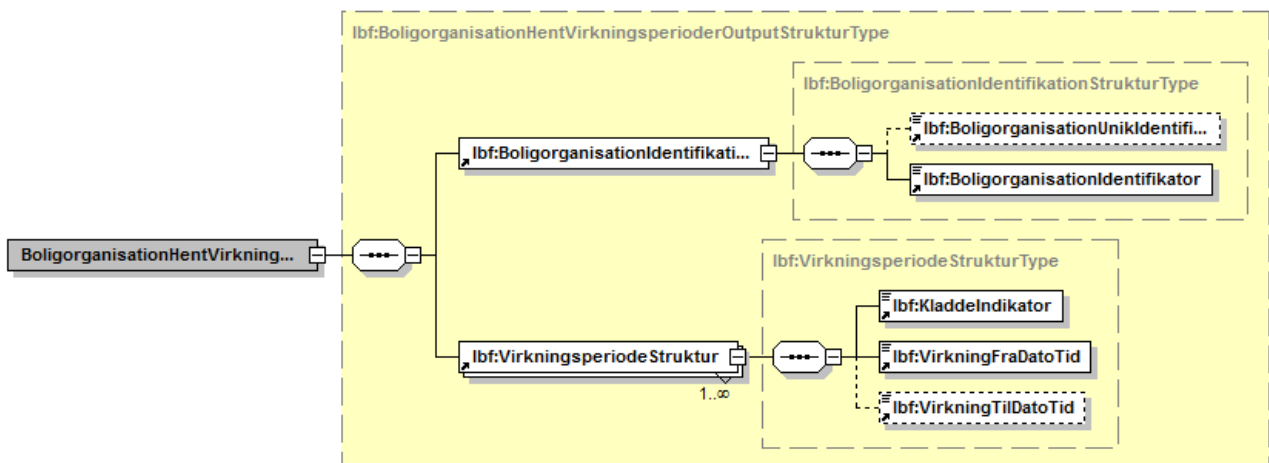 lbf:BoligorganisationHentVirkningsperioderOutputStrukturType
lbf:BoligorganisationIdentifikationStrukturType
lbf:BoligorganisationUnikIdentifi...
lbf:BoligorganisationIdentifikati...
lbf:BoligorganisationIdentifikator
BoligorganisationHentVirkning...
lbf:VirkningsperiodeStrukturType
lbf:KladdeIndikator
lbf:VirkningsperiodeStruktur
lbf:VirkningFraDatoTid
1..∞
lbf:VirkningTilDatoTid